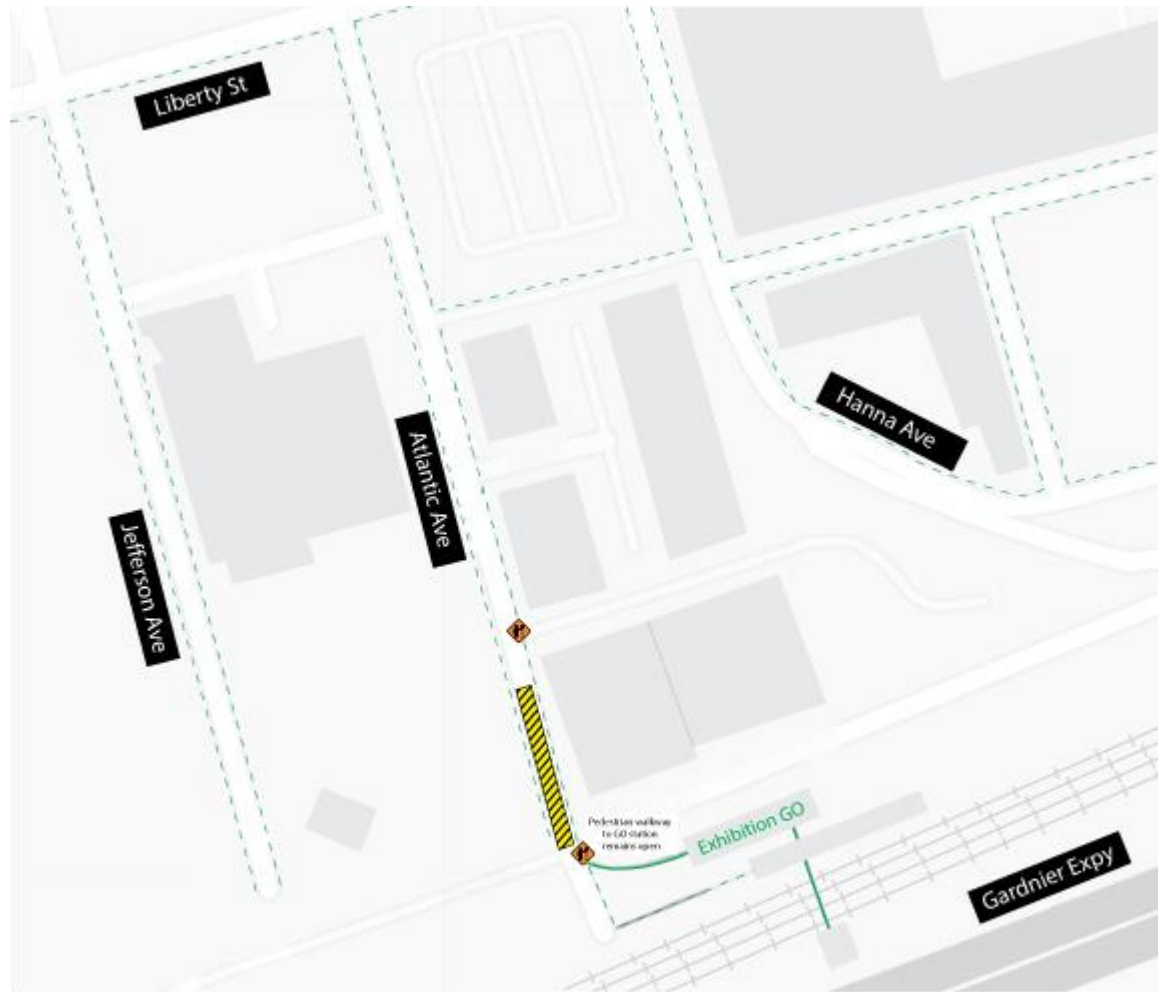 Liberty St
Hanna Ave
Atlantic Ave
Jefferson Ave
Pedestrian walkway
to GO station
remains open
Exhibition GO
Gardnier Expy